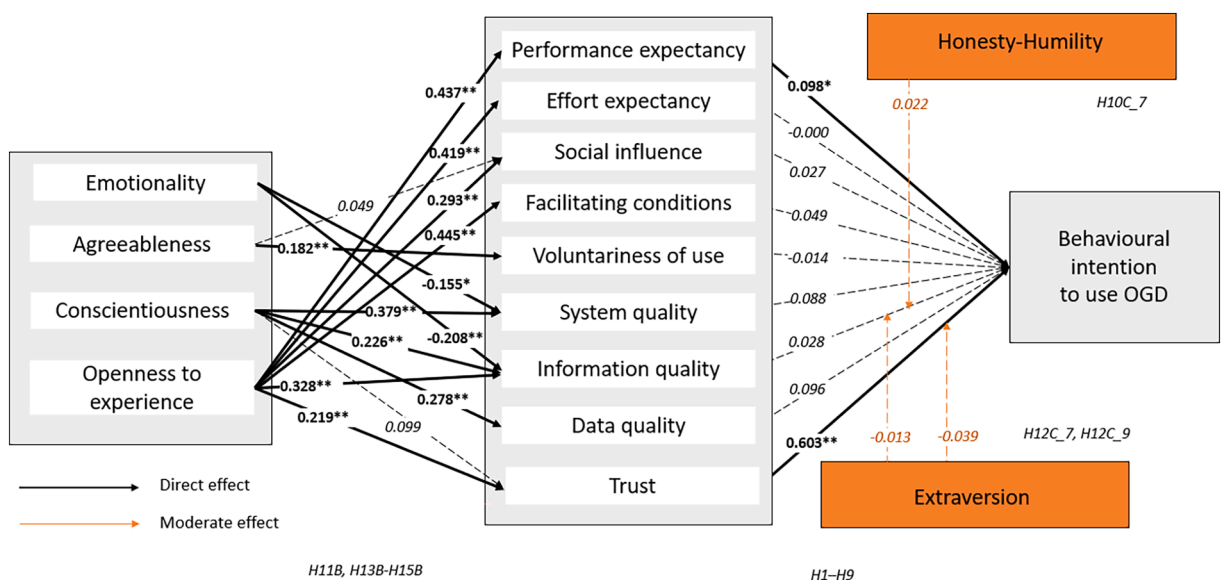 Emotionality
Agreeableness
Conscientiousness
Openness to
experience
Direct effect
Moderate effect
H11B, H13B-H15B
0.437**
0.419**
0.293**
0.445**
0.049
0.182**
-0.155*
0.379**
0.226**
-0.208**
0.328**
0.278**
0.219**
0.099
Performance expectancy
Effort expectancy
Social influence
Facilitating conditions
Voluntariness of use
System quality
Information quality
Data quality
Trust
0.098*
-0.000
0.027
0.049
-0.014
0.088
0.028
0.096
0.603**
H1–H9
Honesty-Humility
0.022
H10C_7
Behavioural
intention
to use OGD
-0.013
-0.039
H12C_7, H12C_9
Extraversion